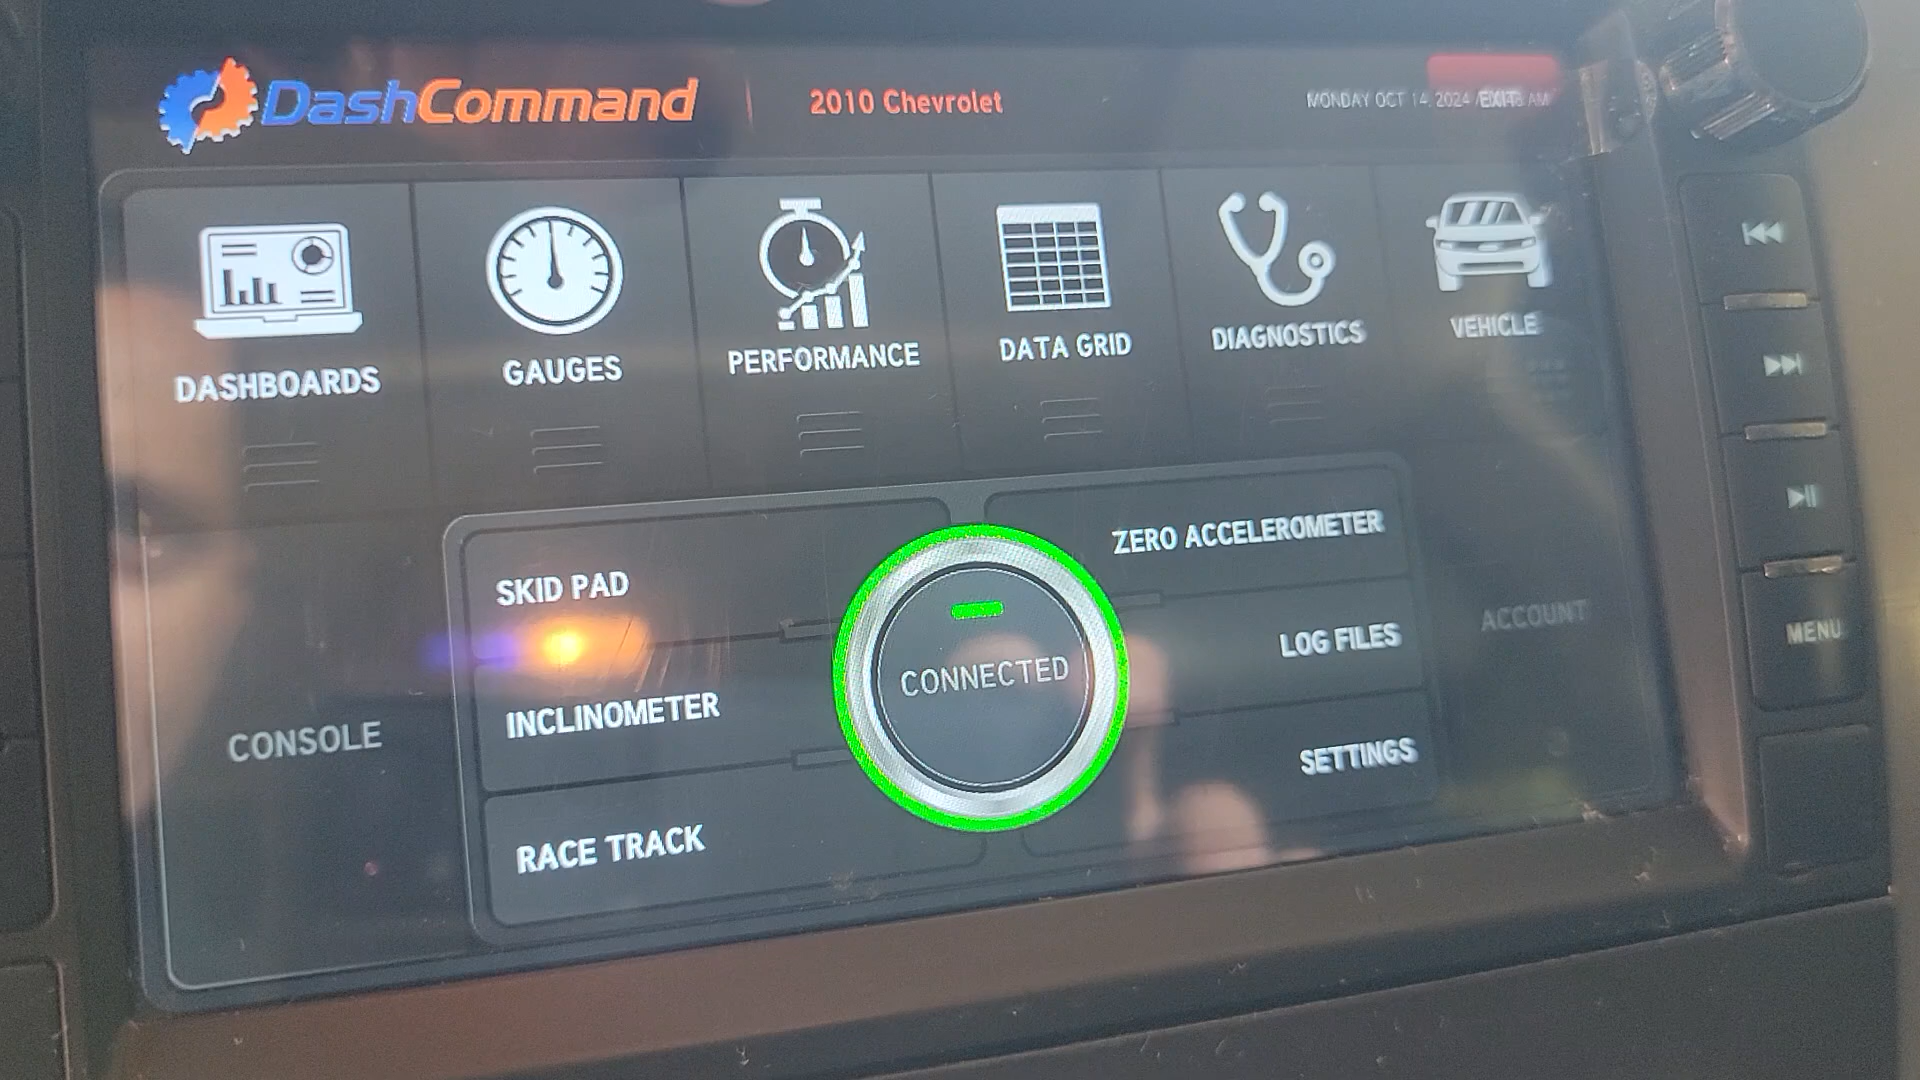 DashCommand
2010 Chevrolet
MONDAY OCT 14, 2024
EXIT
AM
DASHBOARDS
GAUGES
PERFORMANCE
DATA GRID
DIAGNOSTICS
VEHICLE
SKID PAD
ZERO ACCELEROMETER
CONNECTED
LOG FILES
ACCOUNT
MENU
CONSOLE
INCLINOMETER
SETTINGS
RACE TRACK